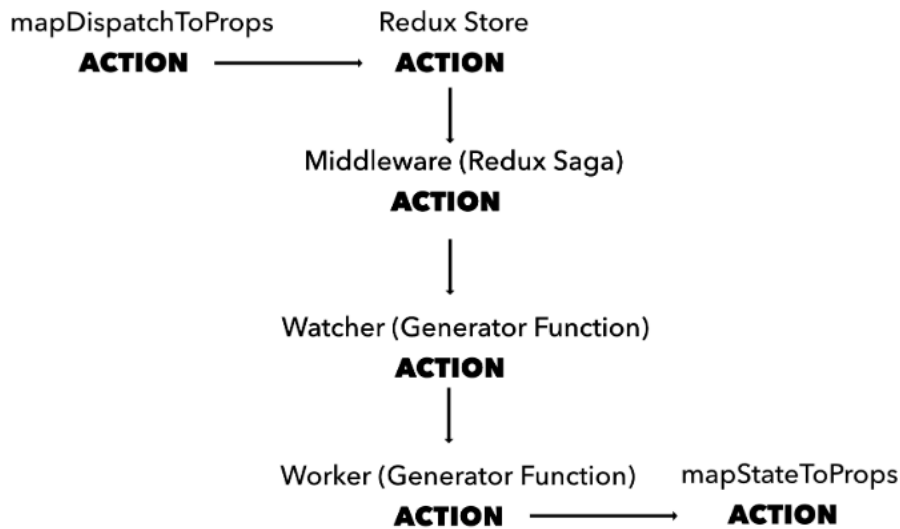 mapDispatchToProps
ACTION
Redux Store
ACTION
Middleware (Redux Saga)
ACTION
Watcher (Generator Function)
ACTION
Worker (Generator Function)
ACTION
mapStateToProps
ACTION